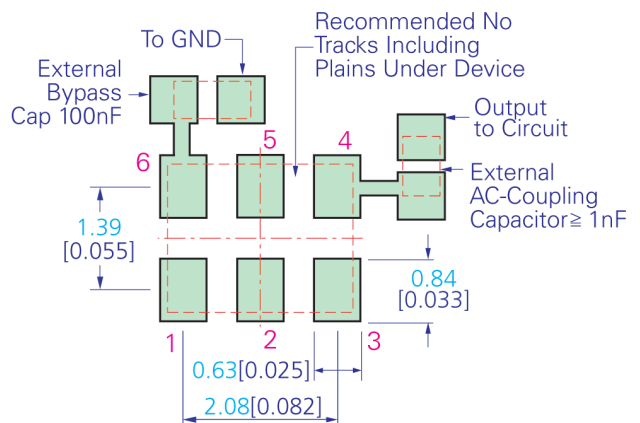 To GND
Recommended No
Tracks Including
Plains Under Device
External
Bypass
Cap 100nF
Output
to Circuit
5
4
6
External
AC-Coupling
Capacitor≧ 1nF
1.39
[0.055]
0.84
[0.033]
1
2
3
0.63[0.025]
2.08[0.082]